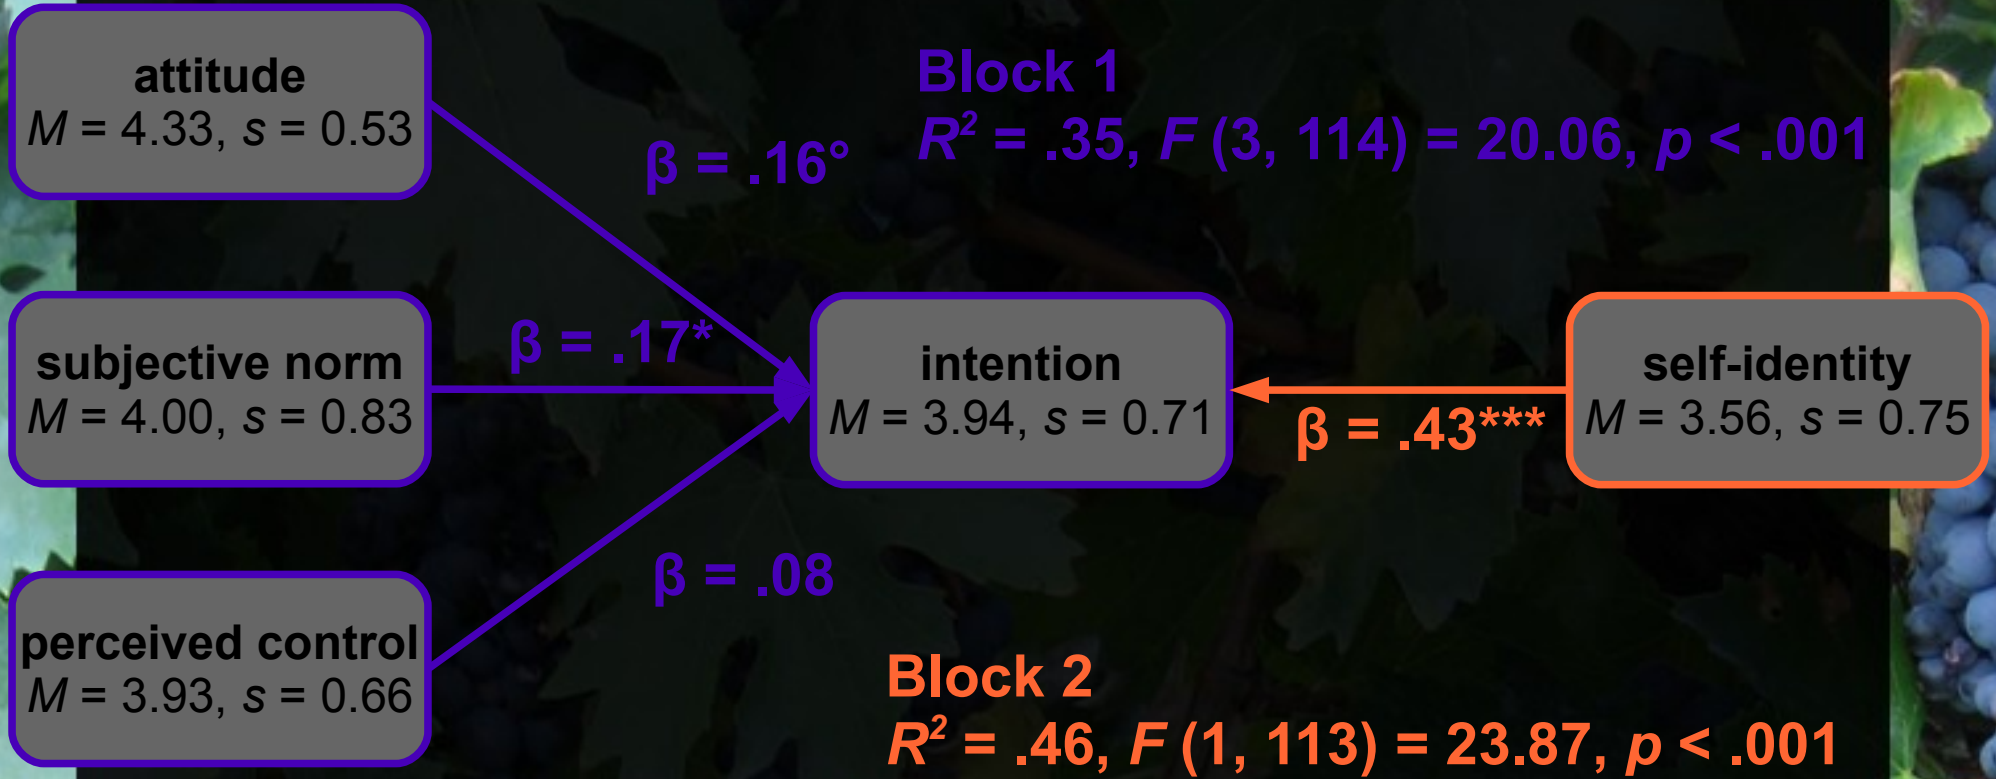 attitude
M = 4.33, s = 0.53
Block 1
R² = .35, F (3, 114) = 20.06, p < .001
β = .16°
subjective norm
M = 4.00, s = 0.83
β = .17*
intention
M = 3.94, s = 0.71
β = .43***
self-identity
M = 3.56, s = 0.75
perceived control
M = 3.93, s = 0.66
β = .08
Block 2
R² = .46, F (1, 113) = 23.87, p < .001